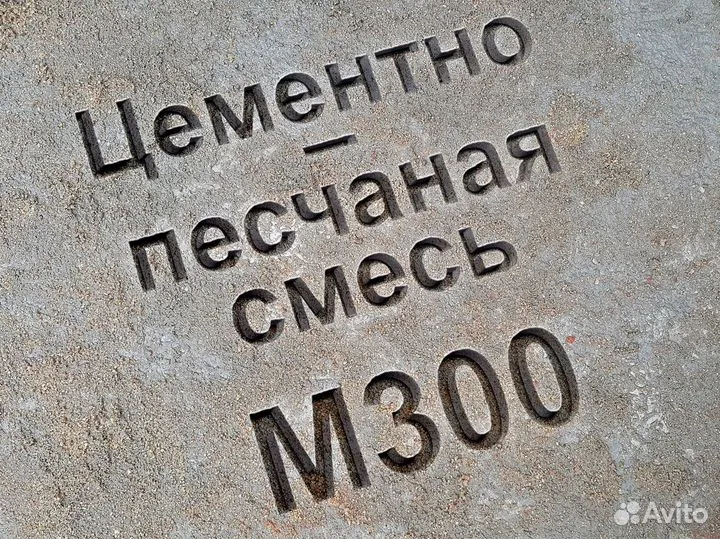 Цементно
–
песчаная
смесь
М300
Avito